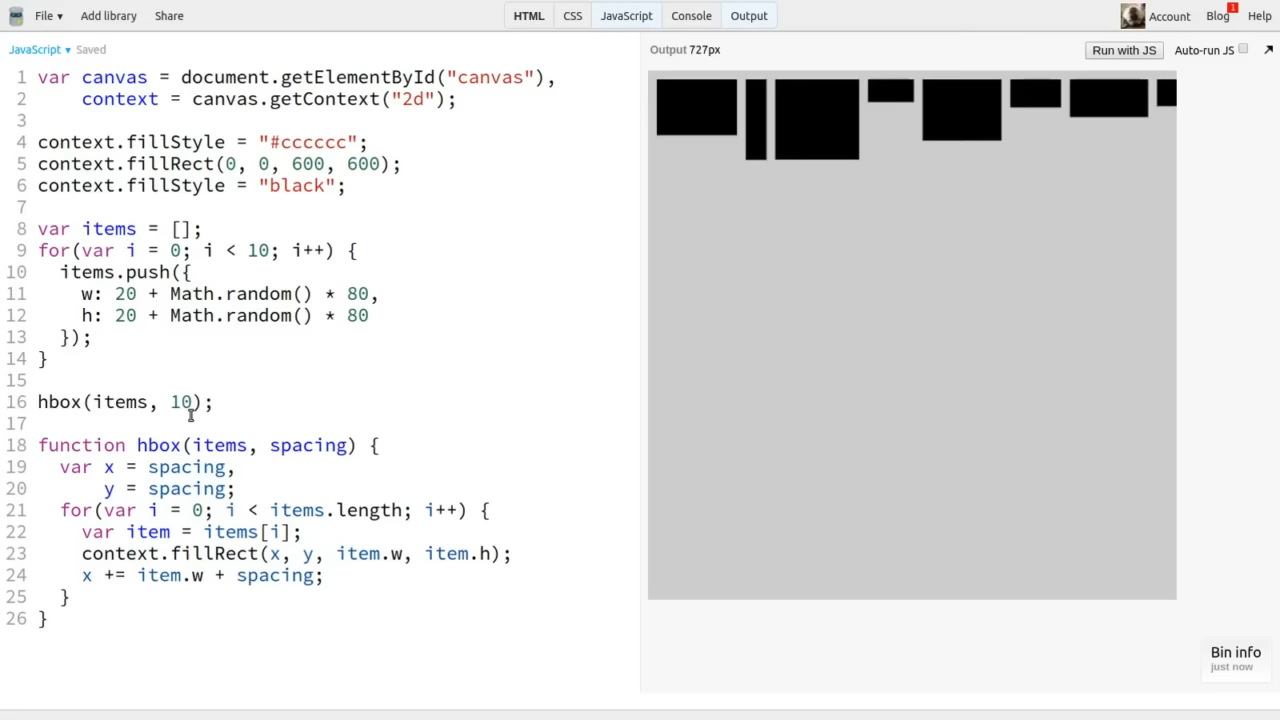 File ▾ Add library Share HTML CSS JavaScript Console Output Account Blog 1 Help
JavaScript ▾ Saved Output 727px Run with JS Auto-run JS
1 var canvas = document.getElementById("canvas"),
2 context = canvas.getContext("2d");
3
4 context.fillStyle = "#cccccc";
5 context.fillRect(0, 0, 600, 600);
6 context.fillStyle = "black";
7
8 var items = [];
9 for(var i = 0; i < 10; i++) {
10 items.push({
11 w: 20 + Math.random() * 80,
12 h: 20 + Math.random() * 80
13 });
14 }
15
16 hbox(items, 10);
17
18 function hbox(items, spacing) {
19 var x = spacing,
20 y = spacing;
21 for(var i = 0; i < items.length; i++) {
22 var item = items[i];
23 context.fillRect(x, y, item.w, item.h);
24 x += item.w + spacing;
25 }
26 }
Bin info
just now